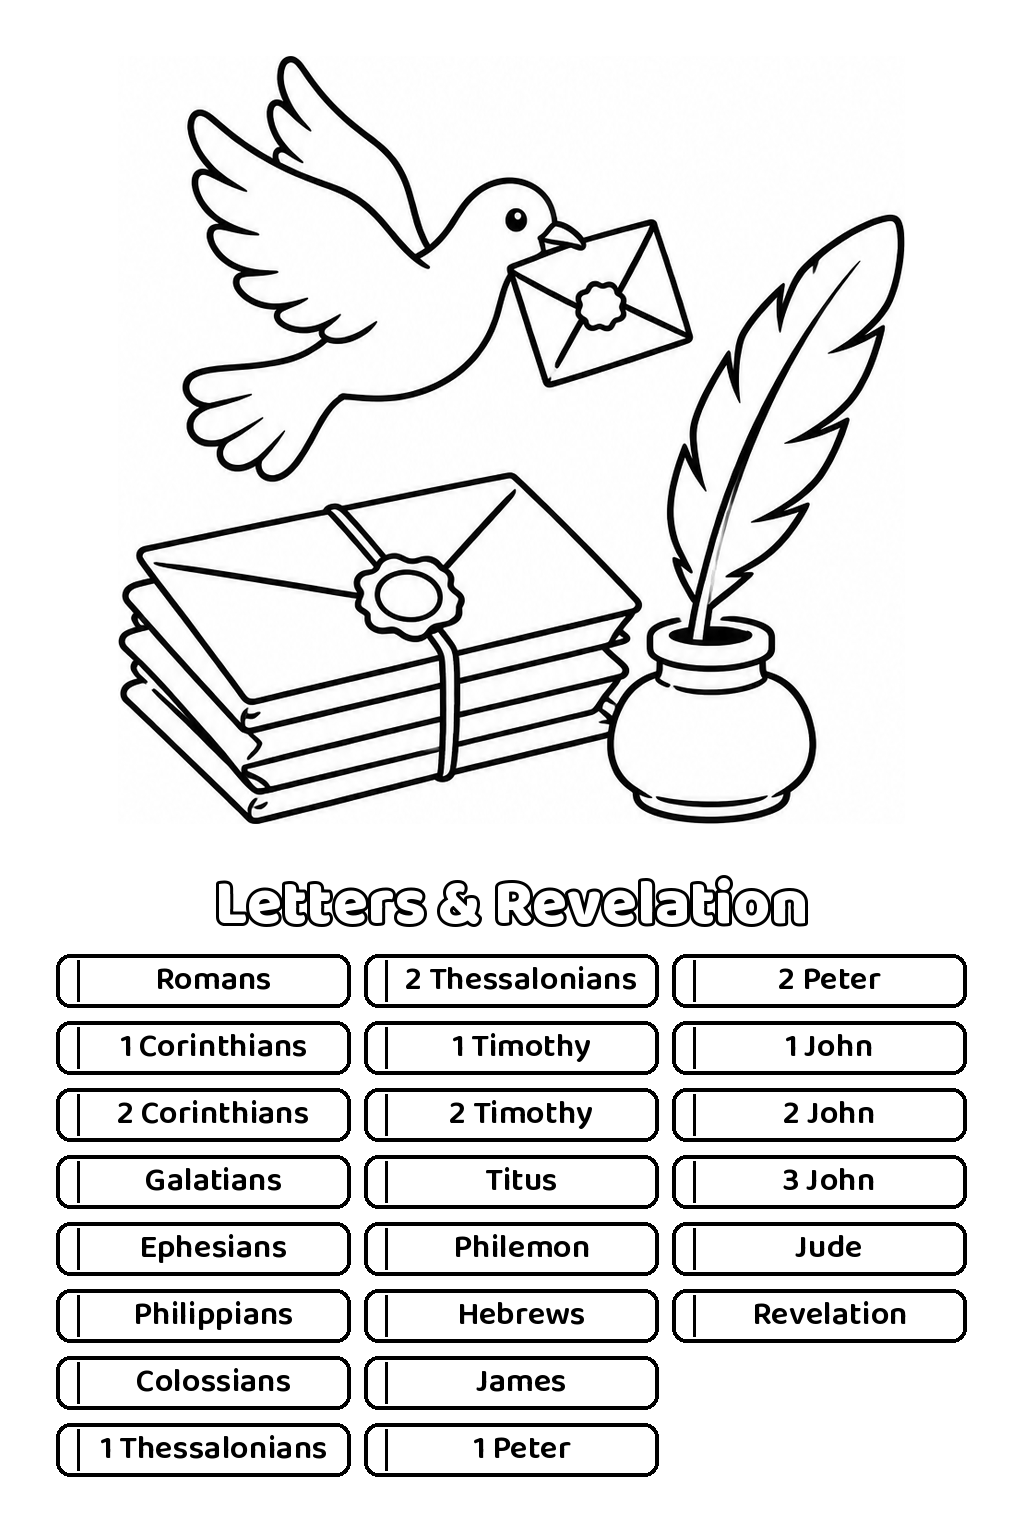 Letters & Revelation
Romans
1 Corinthians
2 Corinthians
Galatians
Ephesians
Philippians
Colossians
1 Thessalonians
2 Thessalonians
1 Timothy
2 Timothy
Titus
Philemon
Hebrews
James
1 Peter
2 Peter
1 John
2 John
3 John
Jude
Revelation